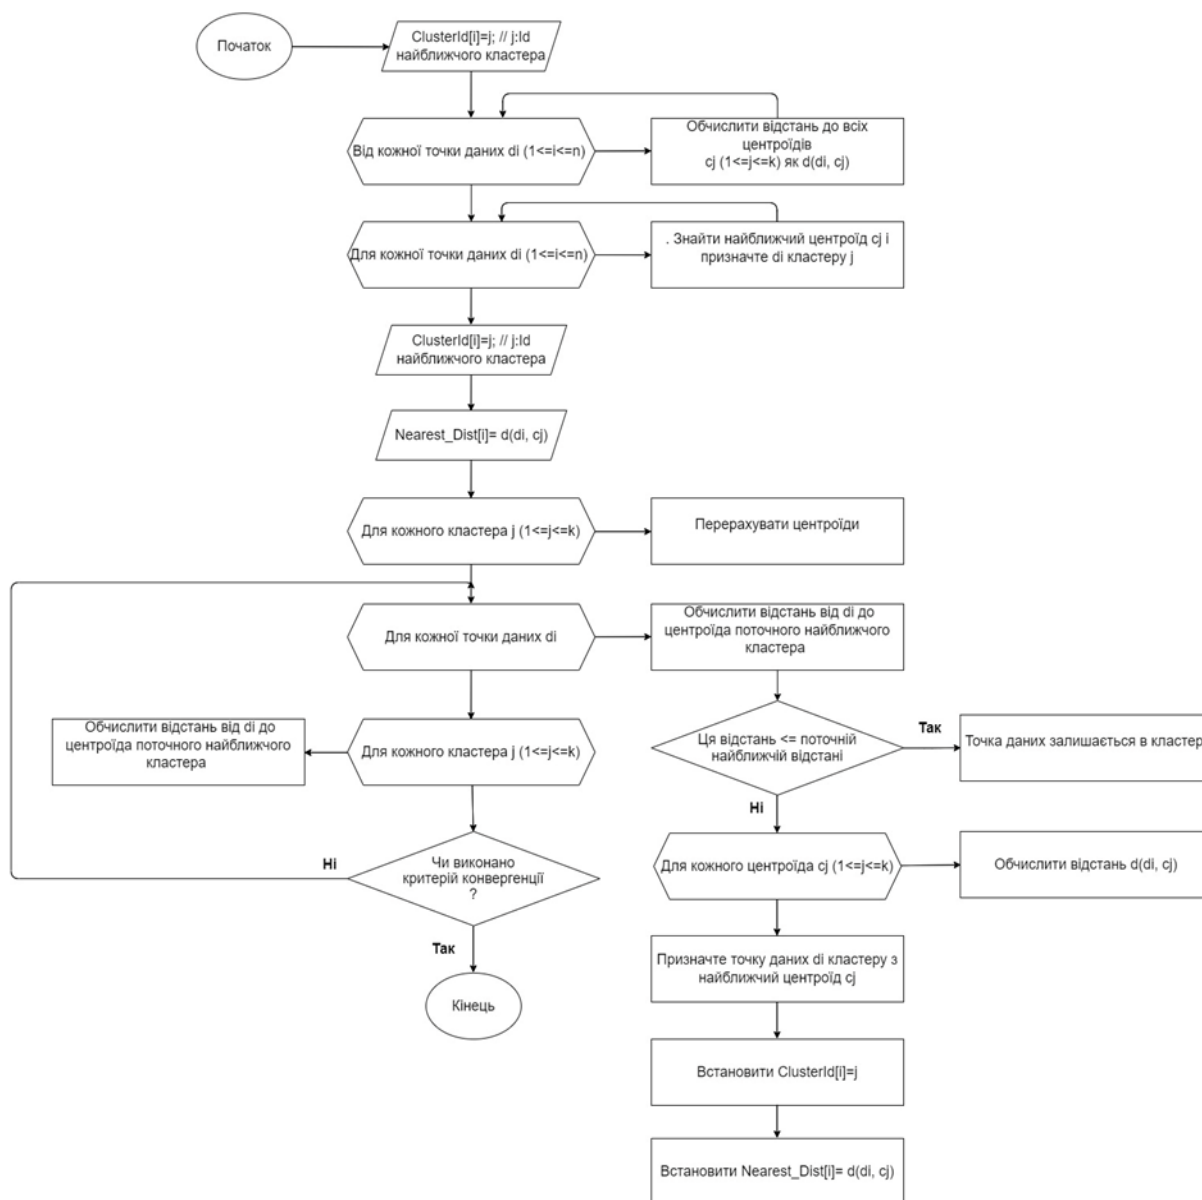 Початок
ClusterId[i]=j; // j:Id
найближчого кластера
Від кожної точки даних di (1<=i<=n)
Обчислити відстань до всіх
центроїдів
cj (1<=j<=k) як d(di, cj)
Для кожної точки даних di (1<=i<=n)
. Знайти найближчий центроїд cj і
призначте di кластеру j
ClusterId[i]=j; // j:Id
найближчого кластера
Nearest_Dist[i]= d(di, cj)
Для кожного кластера j (1<=j<=k)
Перерахувати центроїди
Для кожної точки даних di
Обчислити відстань від di до
центроїда поточного найближчого
кластера
Обчислити відстань від di до
центроїда поточного найближчого
кластера
Для кожного кластера j (1<=j<=k)
Ця відстань <= поточній
найближчій відстані
Так
Точка даних залишається в кластер
Ні
Ні
Чи виконано
критерій конвергенції
?
Для кожного центроїда cj (1<=j<=k)
Обчислити відстань d(di, cj)
Так
Кінець
Призначте точку даних di кластеру з
найближчий центроїд cj
Встановити ClusterId[i]=j
Встановити Nearest_Dist[i]= d(di, cj)